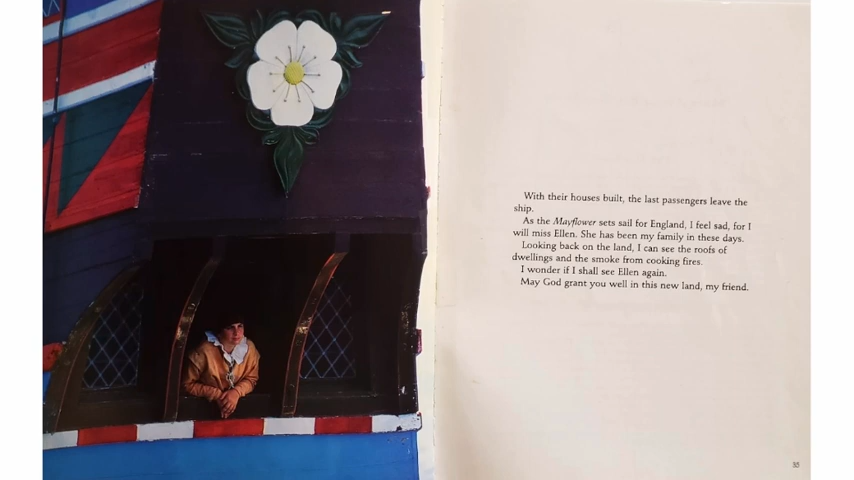 With their houses built, the last passengers leave the
ship.
As the Mayflower sets sail for England, I feel sad, for I
will miss Ellen. She has been my family in these days.
Looking back on the land, I can see the roofs of
dwellings and the smoke from cooking fires.
I wonder if I shall see Ellen again.
May God grant you well in this new land, my friend.
35